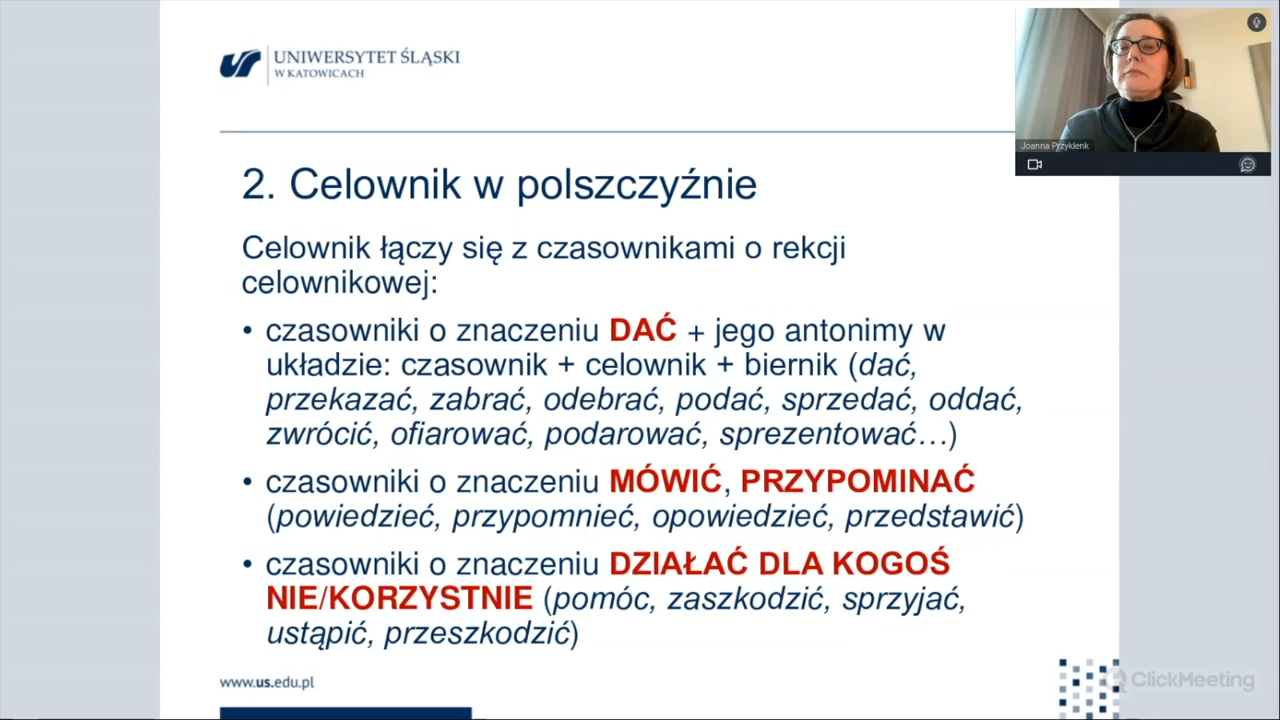 UNIWERSYTET ŚLĄSKI
W KATOWICACH
Joanna Przyklenk
2. Celownik w polszczyźnie
Celownik łączy się z czasownikami o rekcji
celownikowej:
• czasowniki o znaczeniu DAĆ + jego antonimy w
układzie: czasownik + celownik + biernik (dać,
przekazać, zabrać, odebrać, podać, sprzedać, oddać,
zwrócić, ofiarować, podarować, sprezentować…)
• czasowniki o znaczeniu MÓWIĆ, PRZYPOMINAĆ
(powiedzieć, przypomnieć, opowiedzieć, przedstawić)
• czasowniki o znaczeniu DZIAŁAĆ DLA KOGOŚ
NIE/KORZYSTNIE (pomóc, zaszkodzić, sprzyjać,
ustąpić, przeszkodzić)
www.us.edu.pl
ClickMeeting